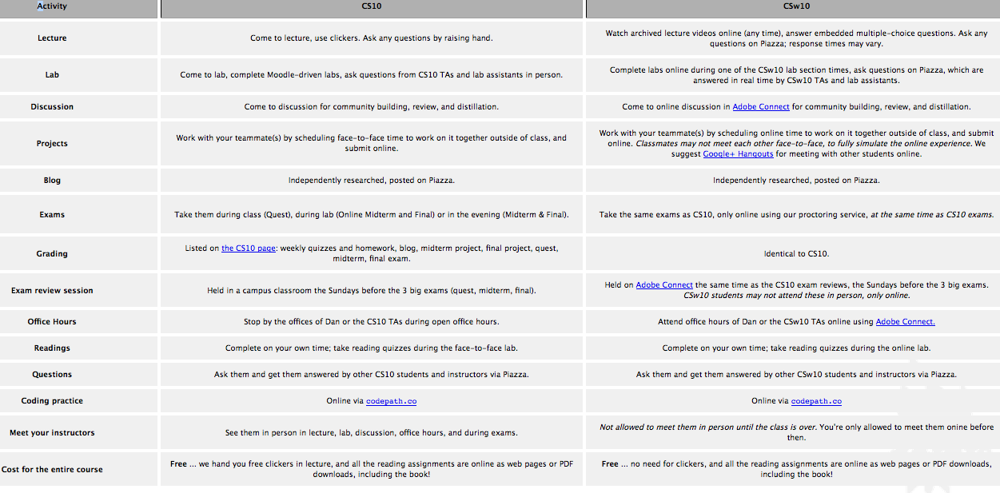 Activity CS10 CSw10
Lecture
Come to lecture, use clickers. Ask any questions by raising hand.
Watch archived lecture videos online (any time), answer embedded multiple-choice questions. Ask any
questions on Piazza; response times may vary.
Lab
Come to lab, complete Moodle-driven labs, ask questions from CS10 TAs and lab assistants in person.
Complete labs online during one of the CSw10 lab section times, ask questions on Piazza, which are
answered in real time by CSw10 TAs and lab assistants.
Discussion
Come to discussion for community building, review, and distillation.
Come to online discussion in Adobe Connect for community building, review, and distillation.
Projects
Work with your teammate(s) by scheduling face-to-face time to work on it together outside of class, and
submit online.
Work with your teammate(s) by scheduling online time to work on it together outside of class, and submit
online. Classmates may not meet each other face-to-face, to fully simulate the online experience. We
suggest Google+ Hangouts for meeting with other students online.
Blog
Independently researched, posted on Piazza.
Independently researched, posted on Piazza.
Exams
Take them during class (Quest), during lab (Online Midterm and Final) or in the evening (Midterm & Final).
Take the same exams as CS10, only online using our proctoring service, at the same time as CS10 exams.
Grading
Listed on the CS10 page: weekly quizzes and homework, blog, midterm project, final project, quest,
midterm, final exam.
Identical to CS10.
Exam review session
Held in a campus classroom the Sundays before the 3 big exams (quest, midterm, final).
Held on Adobe Connect the same time as the CS10 exam reviews, the Sundays before the 3 big exams.
CSw10 students may not attend these in person, only online.
Office Hours
Stop by the offices of Dan or the CS10 TAs during open office hours.
Attend office hours of Dan or the CSw10 TAs online using Adobe Connect.
Readings
Complete on your own time; take reading quizzes during the face-to-face lab.
Complete on your own time; take reading quizzes during the online lab.
Questions
Ask them and get them answered by other CS10 students and instructors via Piazza.
Ask them and get them answered by other CSw10 students and instructors via Piazza.
Coding practice
Online via codepath.co
Online via codepath.co
Meet your instructors
See them in person in lecture, lab, discussion, office hours, and during exams.
Not allowed to meet them in person until the class is over. You're only allowed to meet them onine before
then.
Cost for the entire course
Free ... we hand you free clickers in lecture, and all the reading assignments are online as web pages or PDF
downloads, including the book!
Free ... no need for clickers, and all the reading assignments are online as web pages or PDF downloads,
including the book!